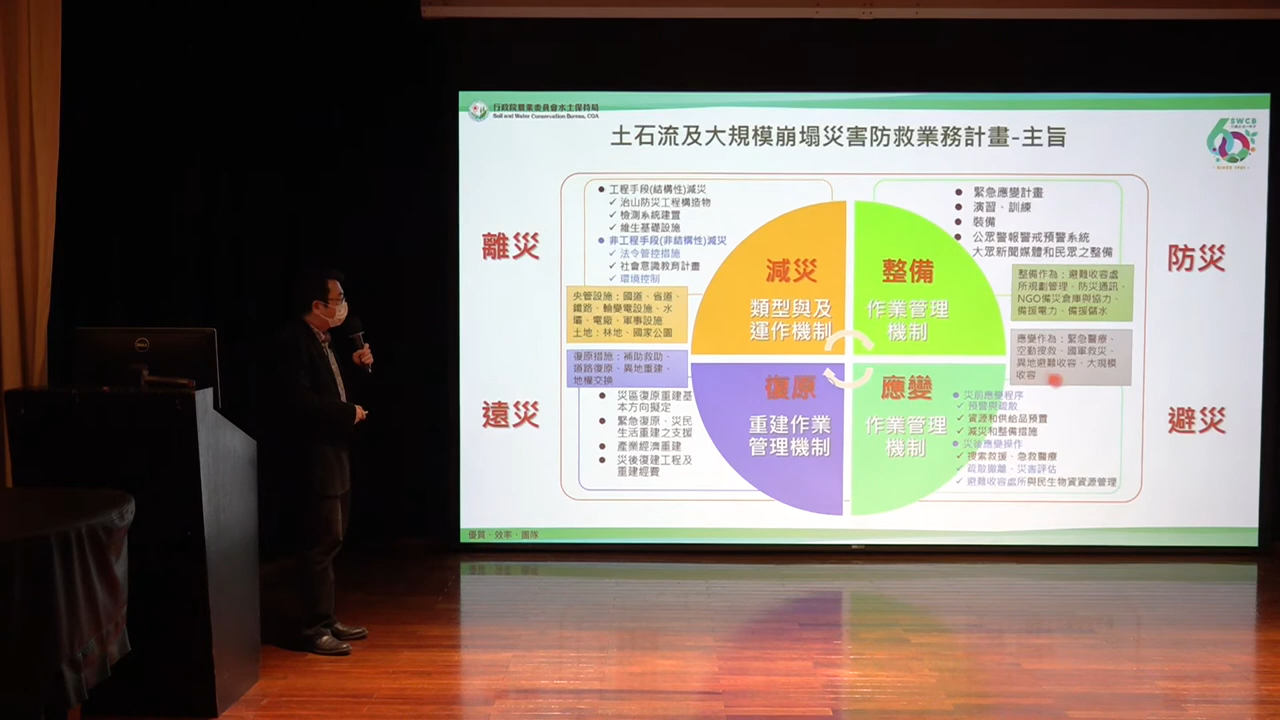 行政院農業委員會水土保持局
Soil and Water Conservation Bureau, COA
土石流及大規模崩塌災害防救業務計畫-主旨
SWCB
60
SINCE 1961
離災
工程手段(結構性)減災
治山防災工程構造物
檢測系統建置
維生基礎設施
非工程手段(非結構性)減災
法令管控措施
社會意識教育計畫
環境控制
央管設施：國道、省道、
鐵路、輸變電設施、水
壩、電廠、軍事設施
土地：林地、國家公園
減災
類型與及
運作機制
整備
作業管理
機制
緊急應變計畫
演習、訓練
裝備
公眾警報警戒預警系統
大眾新聞媒體和民眾之整備
整備作為：避難收容處
所規劃管理、防災通訊、
NGO備災倉庫與協力、
備援電力、備援儲水
防災
遠災
復原措施：補助救助、
道路復原、異地重建、
地權交換
災區復原重建基
本方向擬定
緊急復原、災民
生活重建之支援
產業經濟重建
災後復建工程及
重建經費
復原
重建作業
管理機制
應變
作業管理
機制
應變作為：緊急醫療、
空勤搜救、國軍救災、
異地避難收容、大規模
收容
災前應變程序
預警與疏散
資源和供給品預置
減災和整備措施
災後應變操作
搜索救援、急救醫療
疏散撤離、災害評估
避難收容處所與民生物資資源管理
避災
優質．效率．團隊
DELL